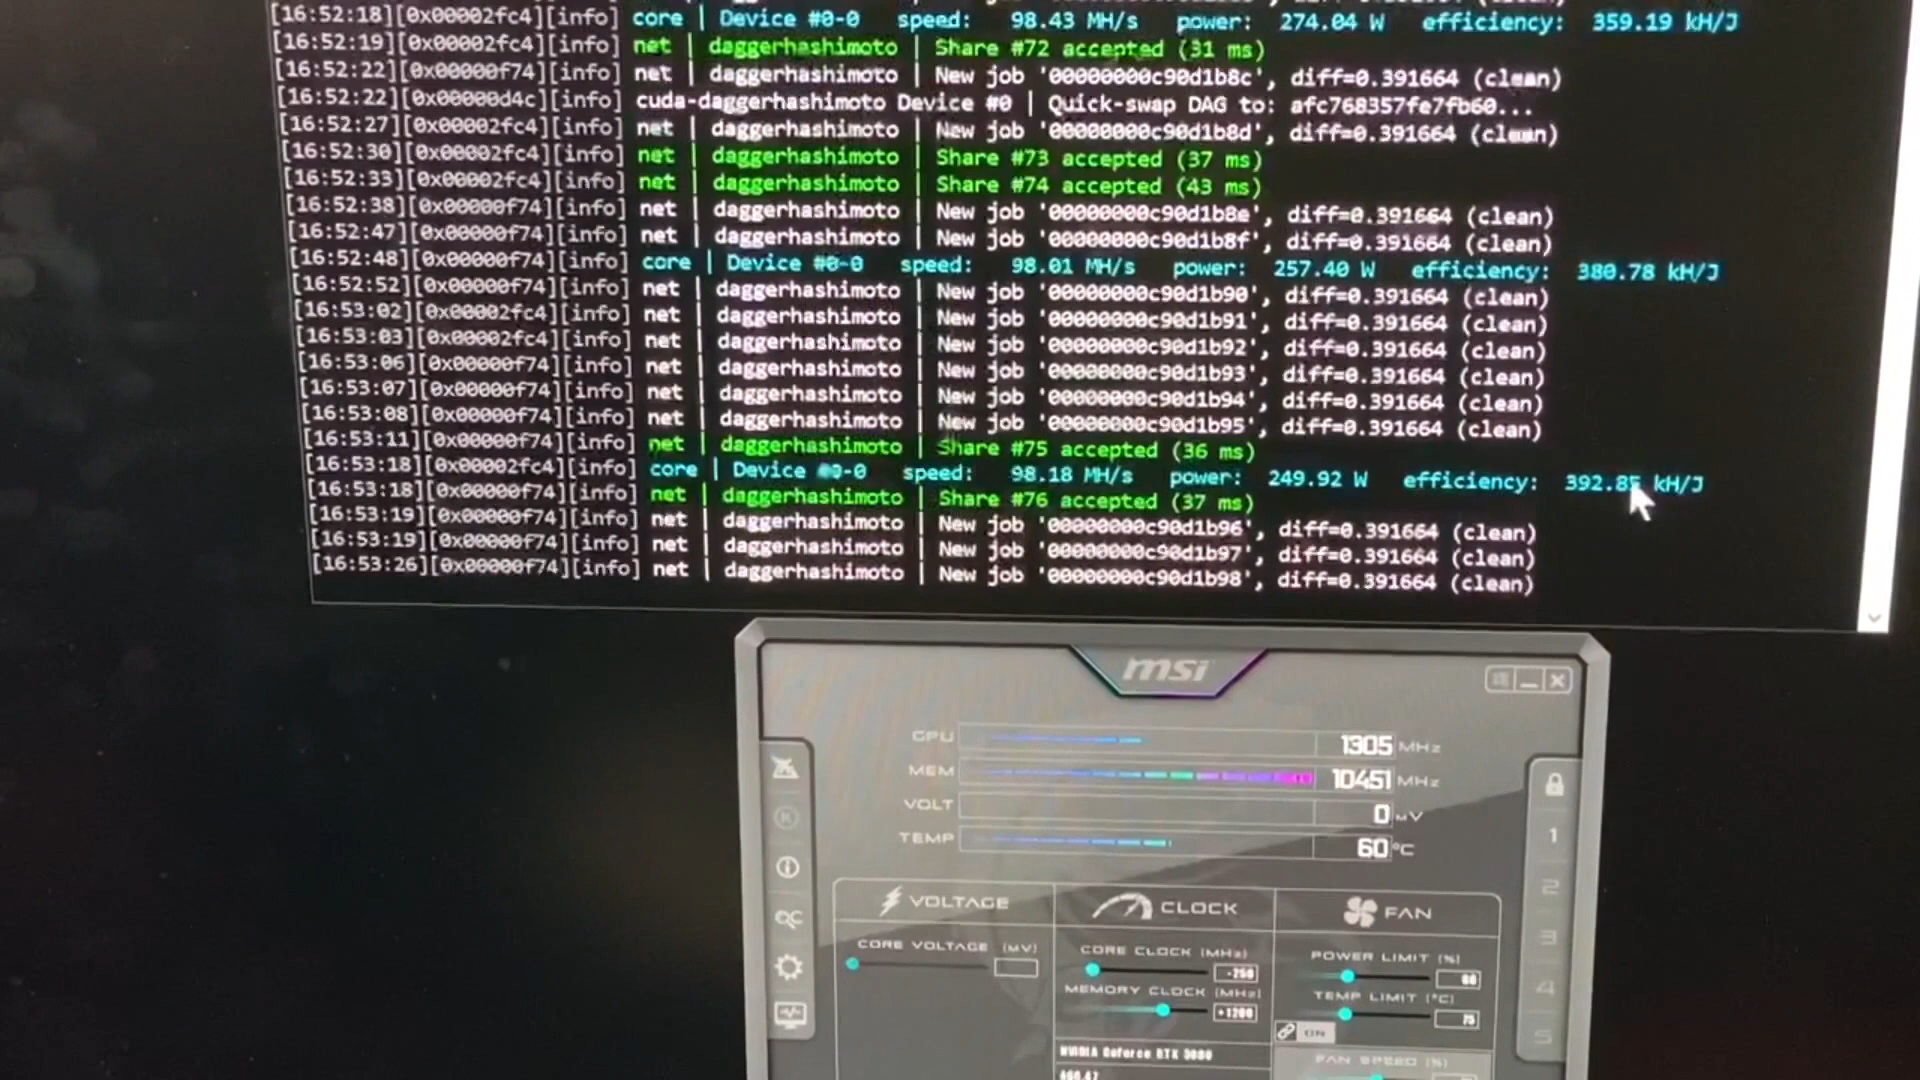 [16:52:18][0x00002fc4][info] core | Device #0-0 speed: 98.43 MH/s power: 274.04 W efficiency: 359.19 kH/J
[16:52:19][0x00002fc4][info] net | daggerhashimoto | Share #72 accepted (31 ms)
[16:52:22][0x00000f74][info] net | daggerhashimoto | New job '00000000c90d1b8c', diff=0.391664 (clean)
[16:52:22][0x00000d4c][info] cuda-daggerhashimoto Device #0 | Quick-swap DAG to: afc768357fe7fb60...
[16:52:27][0x00002fc4][info] net | daggerhashimoto | New job '00000000c90d1b8d', diff=0.391664 (clean)
[16:52:30][0x00002fc4][info] net | daggerhashimoto | Share #73 accepted (37 ms)
[16:52:33][0x00002fc4][info] net | daggerhashimoto | Share #74 accepted (43 ms)
[16:52:38][0x00000f74][info] net | daggerhashimoto | New job '00000000c90d1b8e', diff=0.391664 (clean)
[16:52:47][0x00000f74][info] net | daggerhashimoto | New job '00000000c90d1b8f', diff=0.391664 (clean)
[16:52:48][0x00000f74][info] core | Device #0-0 speed: 98.01 MH/s power: 257.40 W efficiency: 380.78 kH/J
[16:52:52][0x00000f74][info] net | daggerhashimoto | New job '00000000c90d1b90', diff=0.391664 (clean)
[16:53:02][0x00002fc4][info] net | daggerhashimoto | New job '00000000c90d1b91', diff=0.391664 (clean)
[16:53:03][0x00002fc4][info] net | daggerhashimoto | New job '00000000c90d1b92', diff=0.391664 (clean)
[16:53:06][0x00000f74][info] net | daggerhashimoto | New job '00000000c90d1b93', diff=0.391664 (clean)
[16:53:07][0x00000f74][info] net | daggerhashimoto | New job '00000000c90d1b94', diff=0.391664 (clean)
[16:53:08][0x00000f74][info] net | daggerhashimoto | New job '00000000c90d1b95', diff=0.391664 (clean)
[16:53:11][0x00000f74][info] net | daggerhashimoto | Share #75 accepted (36 ms)
[16:53:18][0x00002fc4][info] core | Device #0-0 speed: 98.18 MH/s power: 249.92 W efficiency: 392.85 kH/J
[16:53:18][0x00000f74][info] net | daggerhashimoto | Share #76 accepted (37 ms)
[16:53:19][0x00000f74][info] net | daggerhashimoto | New job '00000000c90d1b96', diff=0.391664 (clean)
[16:53:19][0x00000f74][info] net | daggerhashimoto | New job '00000000c90d1b97', diff=0.391664 (clean)
[16:53:26][0x00000f74][info] net | daggerhashimoto | New job '00000000c90d1b98', diff=0.391664 (clean)
msi
GPU 1305 MHz
MEM 10451 MHz
VOLT 0 MV
TEMP 60 °C
VOLTAGE CLOCK FAN
CORE VOLTAGE (MV)
CORE CLOCK (MHz) -250
MEMORY CLOCK (MHz) +1200
POWER LIMIT (%)
TEMP LIMIT (°C) 75
ON
FAN SPEED (%)
NVIDIA GeForce RTX 3080
1
2
3
4
5